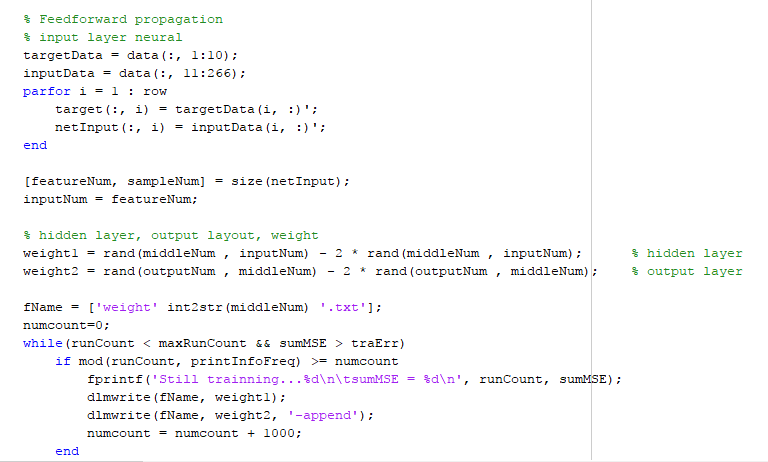 % Feedforward propagation
% input layer neural
targetData = data(:, 1:10);
inputData = data(:, 11:266);
parfor i = 1 : row
    target(:, i) = targetData(i, :)';
    netInput(:, i) = inputData(i, :)';
end

[featureNum, sampleNum] = size(netInput);
inputNum = featureNum;

% hidden layer, output layout, weight
weight1 = rand(middleNum , inputNum) - 2 * rand(middleNum , inputNum);      % hidden layer
weight2 = rand(outputNum , middleNum) - 2 * rand(outputNum , middleNum);    % output layer

fName = ['weight' int2str(middleNum) '.txt'];
numcount=0;
while(runCount < maxRunCount && sumMSE > traErr)
    if mod(runCount, printInfoFreq) >= numcount
        fprintf('Still trainning...%d\n\tsumMSE = %d\n', runCount, sumMSE);
        dlmwrite(fName, weight1);
        dlmwrite(fName, weight2, '-append');
        numcount = numcount + 1000;
    end